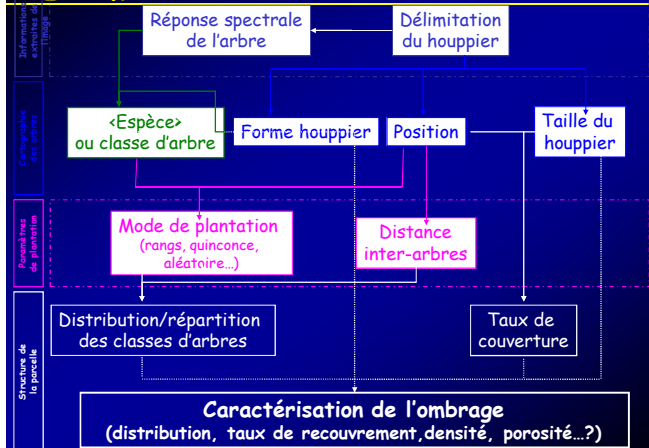 Informations
extraites de
l'image
Réponse spectrale
de l'arbre
Délimitation
du houppier
Cartographie
des arbres
<Espèce>
ou classe d'arbre
Forme houppier
Position
Taille du
houppier
Paramètres
de plantation
Mode de plantation
(rangs, quinconce,
aléatoire…)
Distance
inter-arbres
Structure de
la parcelle
Distribution/répartition
des classes d'arbres
Taux de
couverture
Caractérisation de l'ombrage
(distribution, taux de recouvrement,densité, porosité…?)